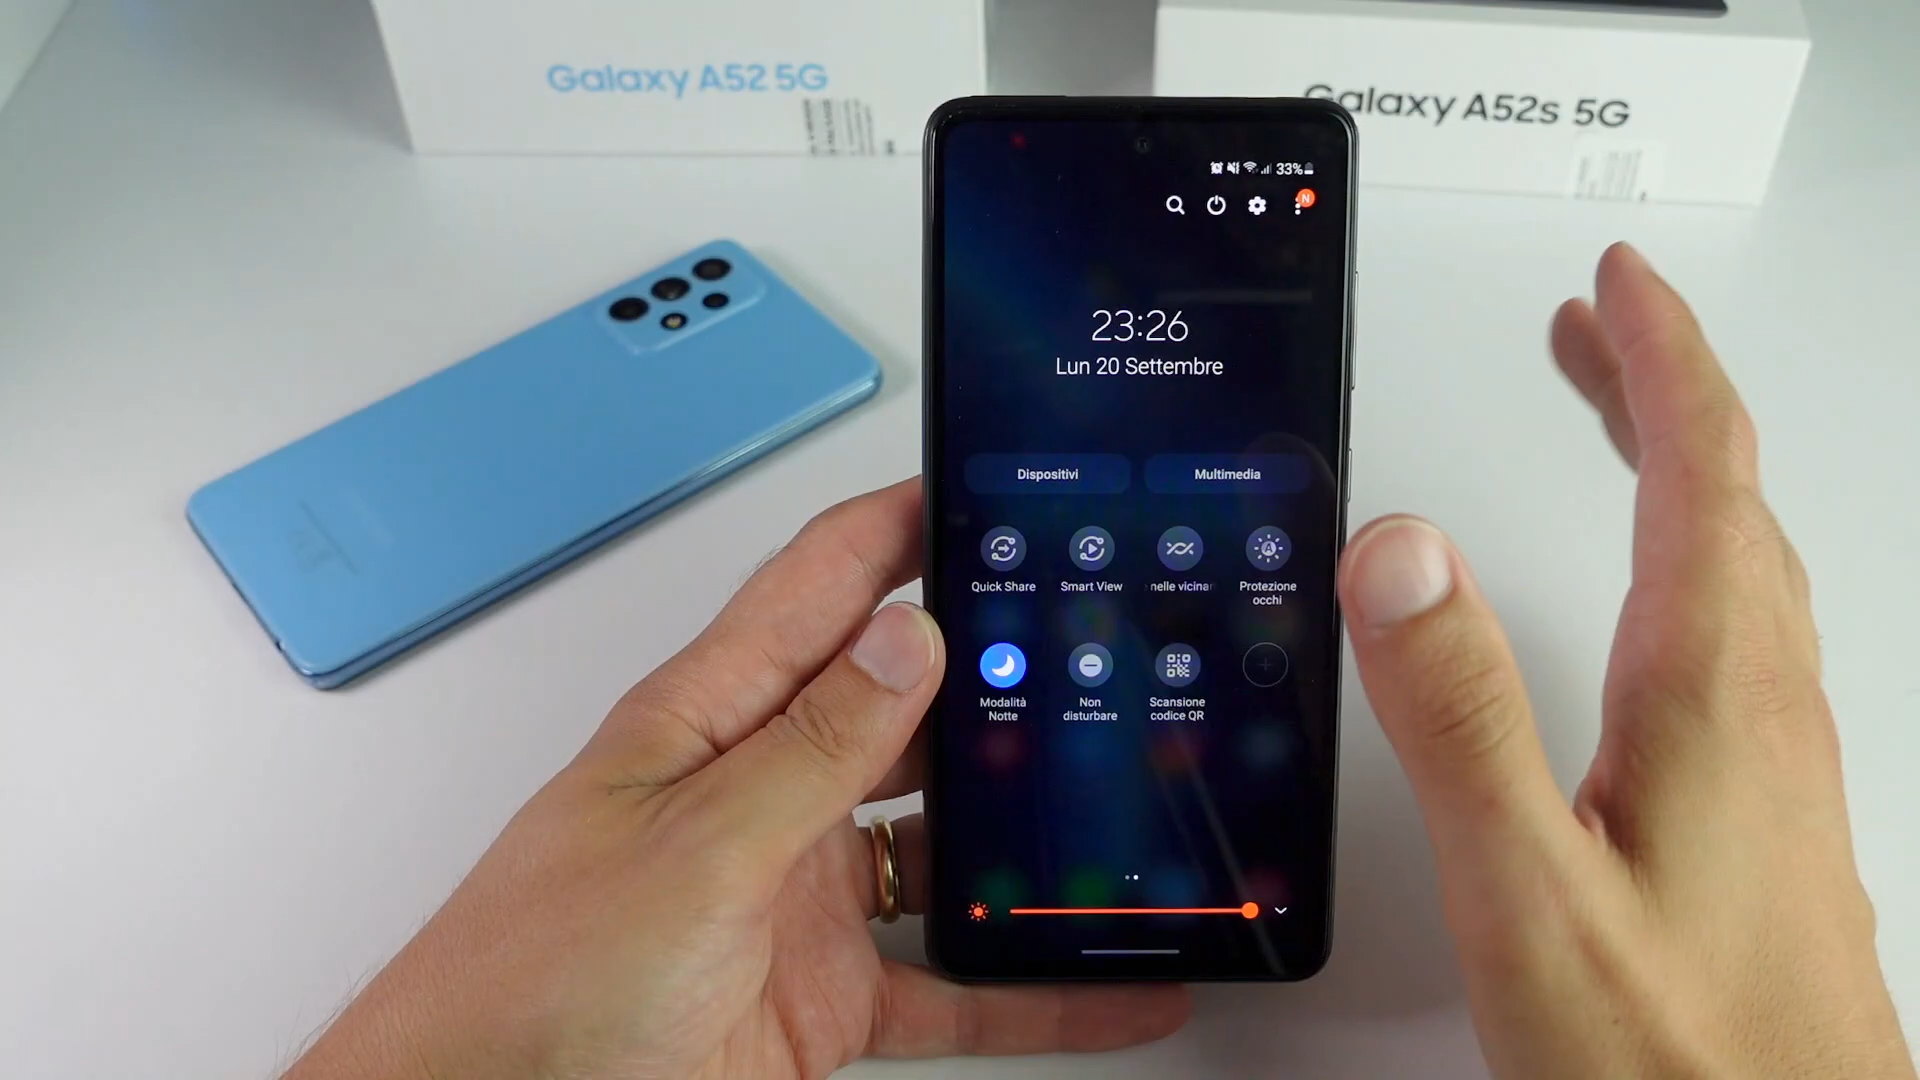 Galaxy A52 5G
Galaxy A52s 5G
33%
N
23:26
Lun 20 Settembre
Dispositivi
Multimedia
Quick Share
Smart View
nelle vicinan
Protezione
occhi
Modalità
Notte
Non
disturbare
Scansione
codice QR